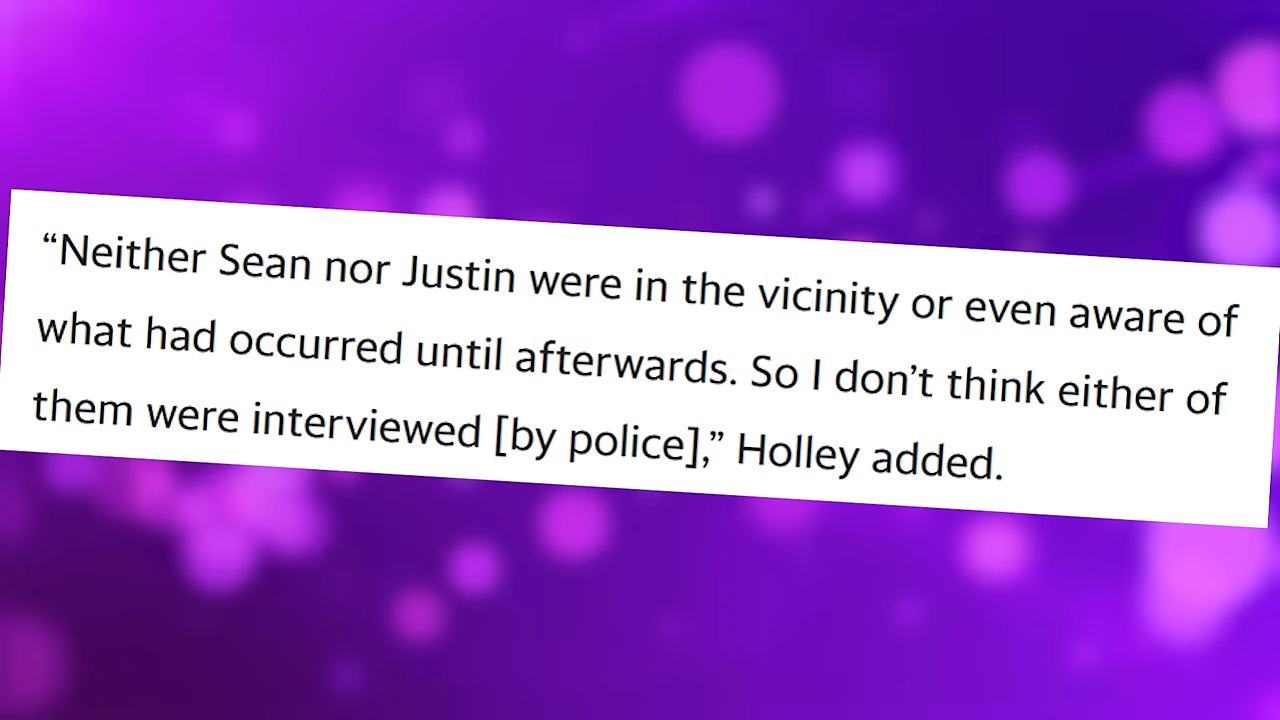 “Neither Sean nor Justin were in the vicinity or even aware of
what had occurred until afterwards. So I don’t think either of
them were interviewed [by police],” Holley added.